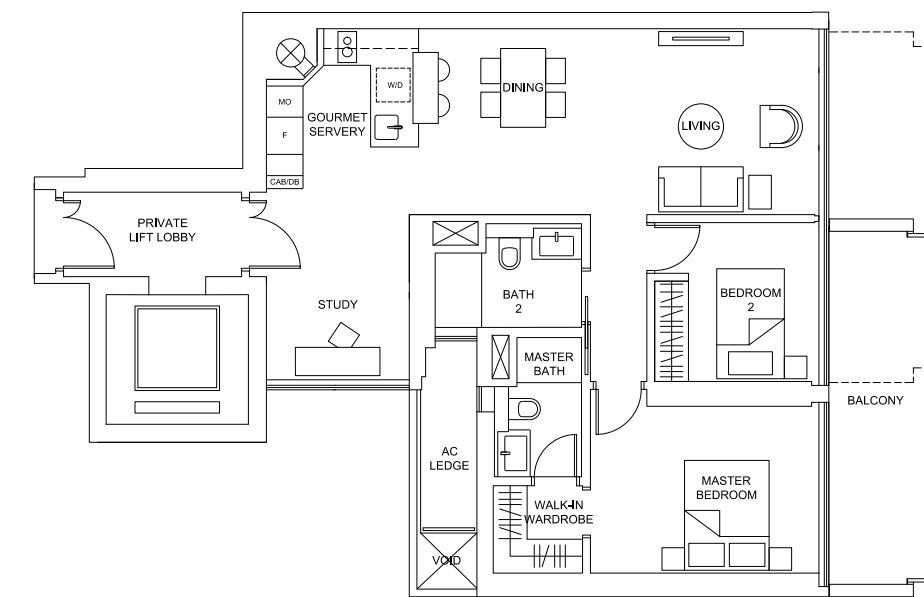 MO
F
CAB/DB
GOURMET
SERVERY
W/D
DINING
LIVING
PRIVATE
LIFT LOBBY
STUDY
BATH
2
BEDROOM
2
MASTER
BATH
BALCONY
AC
LEDGE
MASTER
BEDROOM
WALK-IN
WARDROBE
VOID